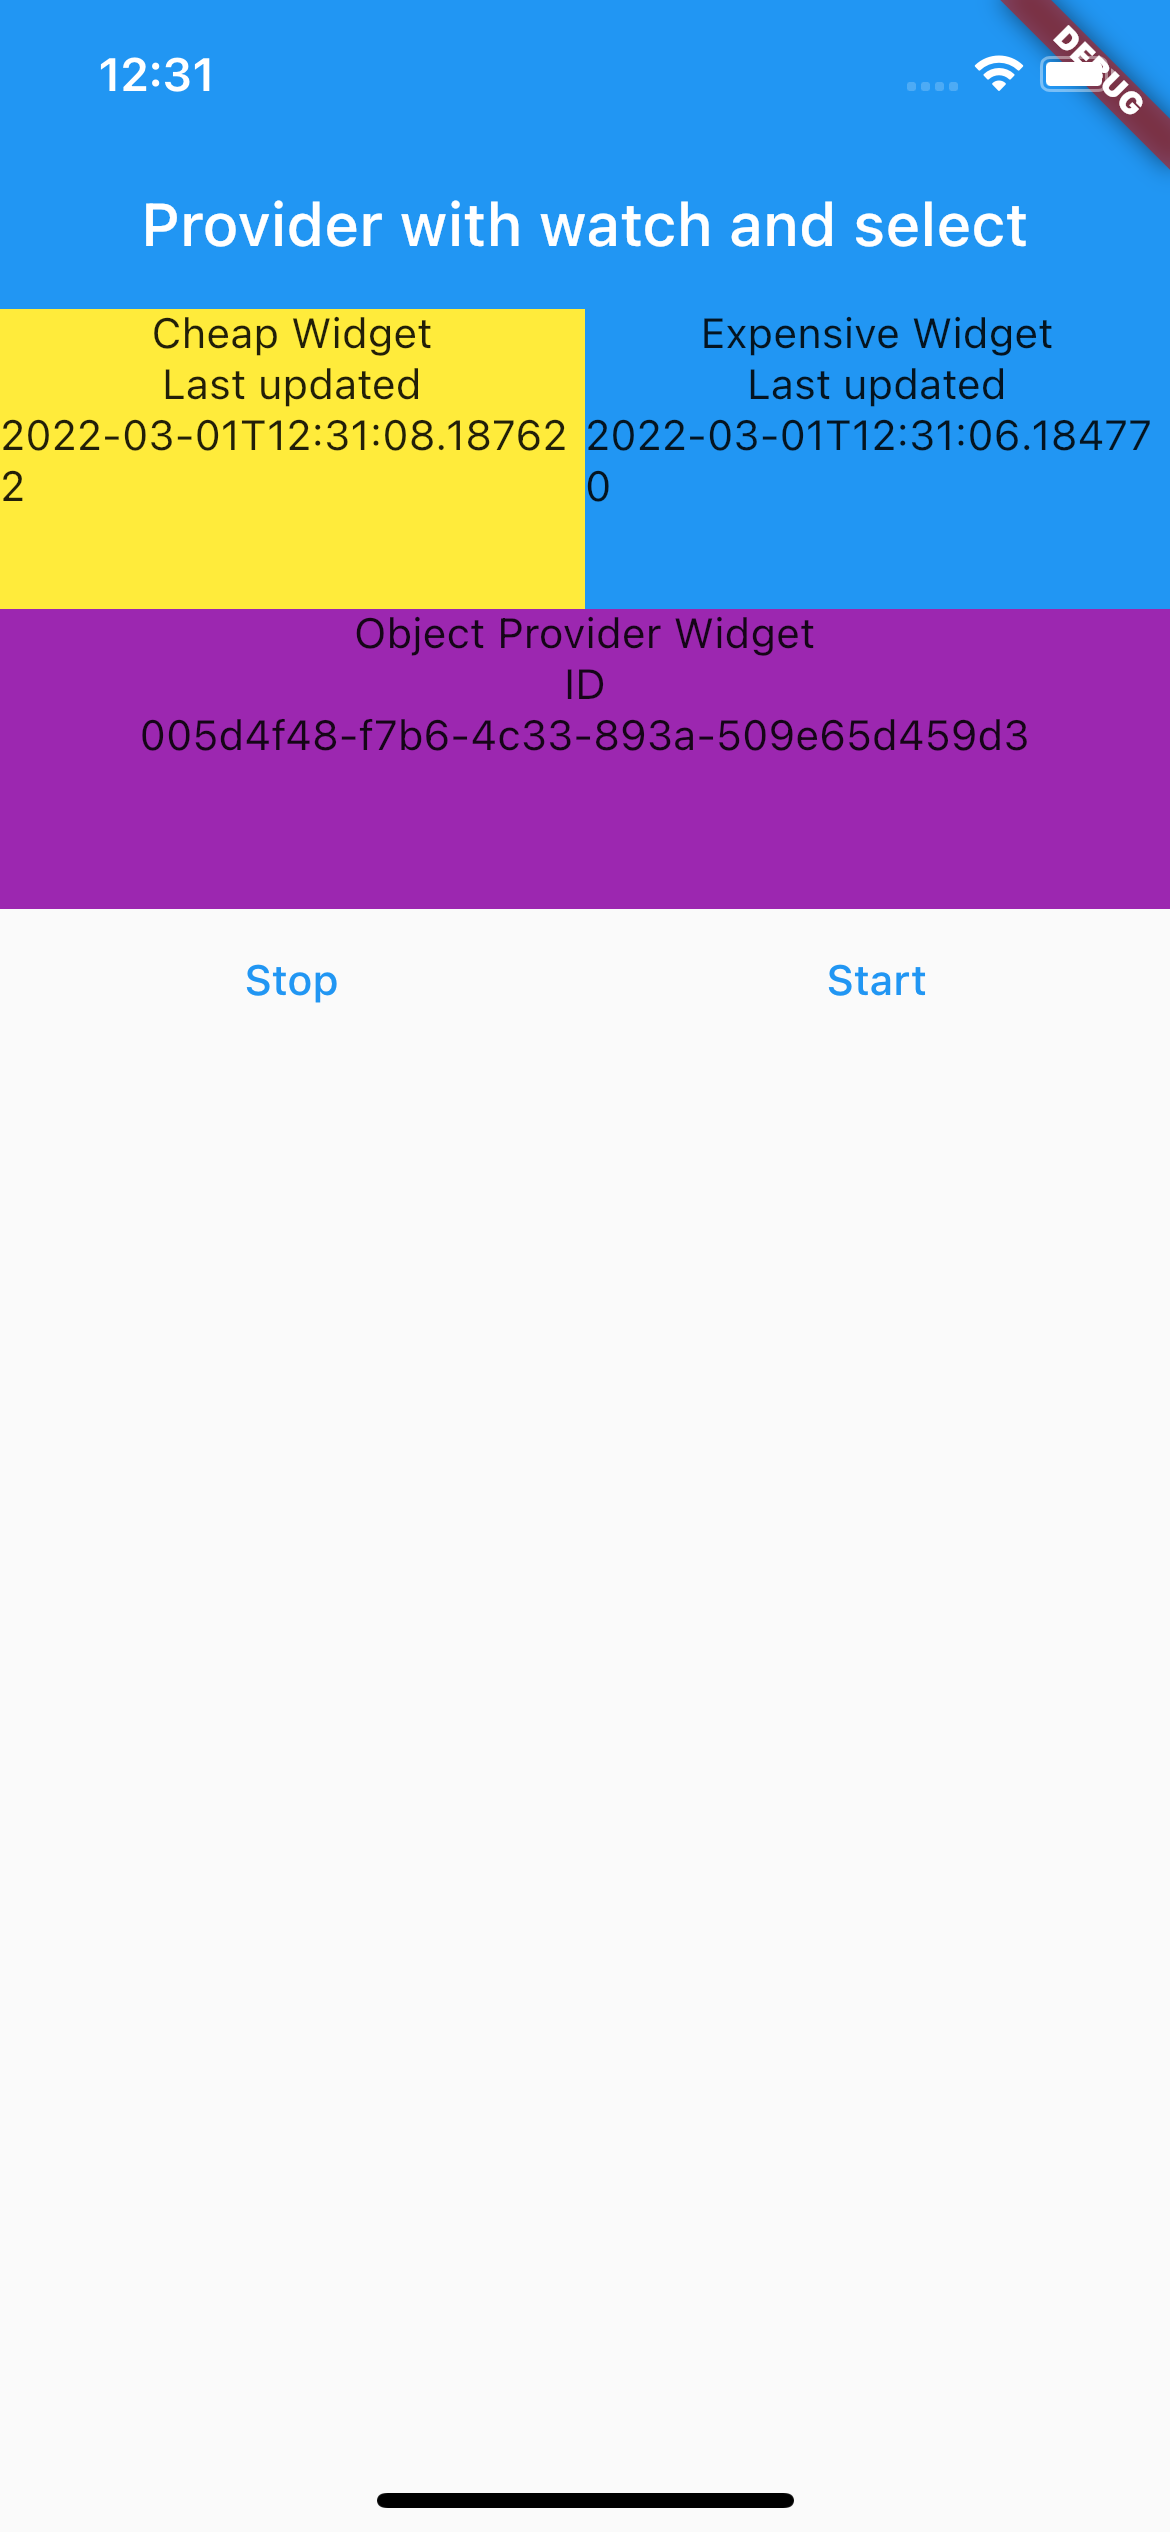 12:31
DEBUG
Provider with watch and select
Cheap Widget
Last updated
2022-03-01T12:31:08.18762
2
Expensive Widget
Last updated
2022-03-01T12:31:06.18477
0
Object Provider Widget
ID
005d4f48-f7b6-4c33-893a-509e65d459d3
Stop
Start